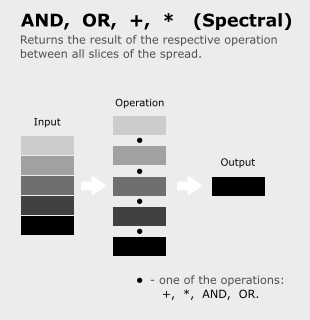 AND, OR, +, * (Spectral)
Returns the result of the respective operation
between all slices of the spread.
Operation
Input
Output
• - one of the operations:
+, *, AND, OR.